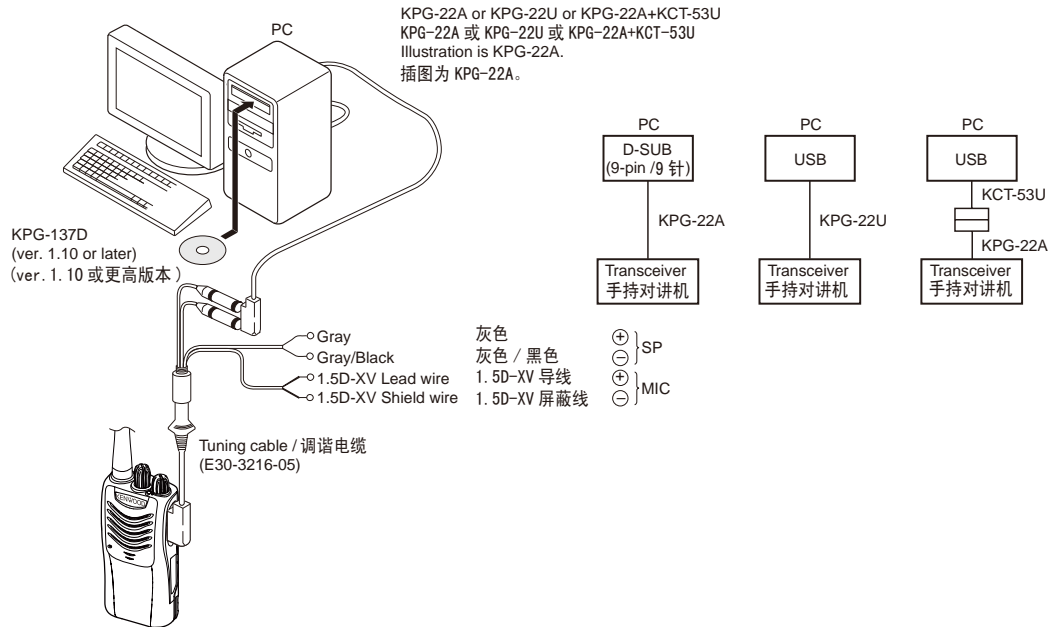 KPG-22A or KPG-22U or KPG-22A+KCT-53U
KPG-22A 或 KPG-22U 或 KPG-22A+KCT-53U
Illustration is KPG-22A.
插图为 KPG-22A。
PC
KPG-137D
(ver. 1.10 or later)
(ver. 1. 10 或更高版本 )
Gray 灰色 + SP
Gray/Black 灰色 / 黑色 −
1.5D-XV Lead wire 1. 5D-XV 导线 + MIC
1.5D-XV Shield wire 1. 5D-XV 屏蔽线 −
Tuning cable / 调谐电缆
(E30-3216-05)
KENWOOD
PC
D-SUB
(9-pin /9 针)
KPG-22A
Transceiver
手持对讲机
PC
USB
KPG-22U
Transceiver
手持对讲机
PC
USB
KCT-53U
KPG-22A
Transceiver
手持对讲机